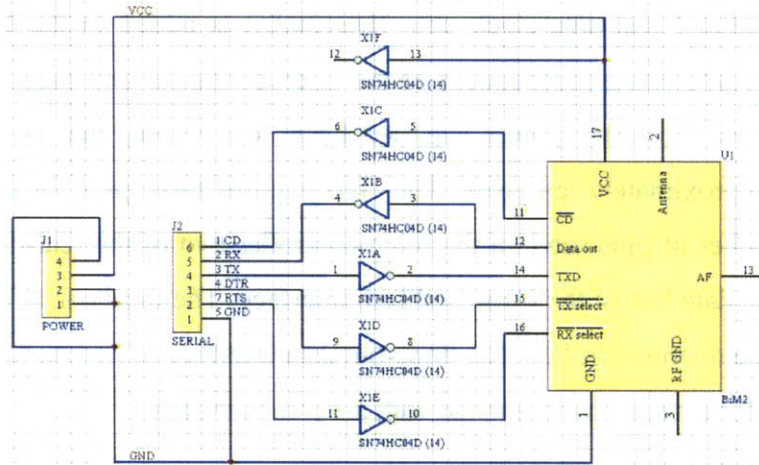 VCC
X1F
12
13
SN74HC04D (14)
X1C
6
5
SN74HC04D (14)
17
2
U1
VCC
Antenna
X1B
4
3
SN74HC04D (14)
11
CD
12
Data out
J1
4
3
2
1
POWER
J2
6
5
4
3
2
1
SERIAL
1 CD
2 RX
3 TX
4 DTR
7 RTS
5 GND
X1A
1
2
SN74HC04D (14)
14
TXD
AF
13
15
TX select
X1D
9
8
SN74HC04D (14)
16
RX select
GND
RF GND
BiM2
X1E
11
10
SN74HC04D (14)
1
3
GND